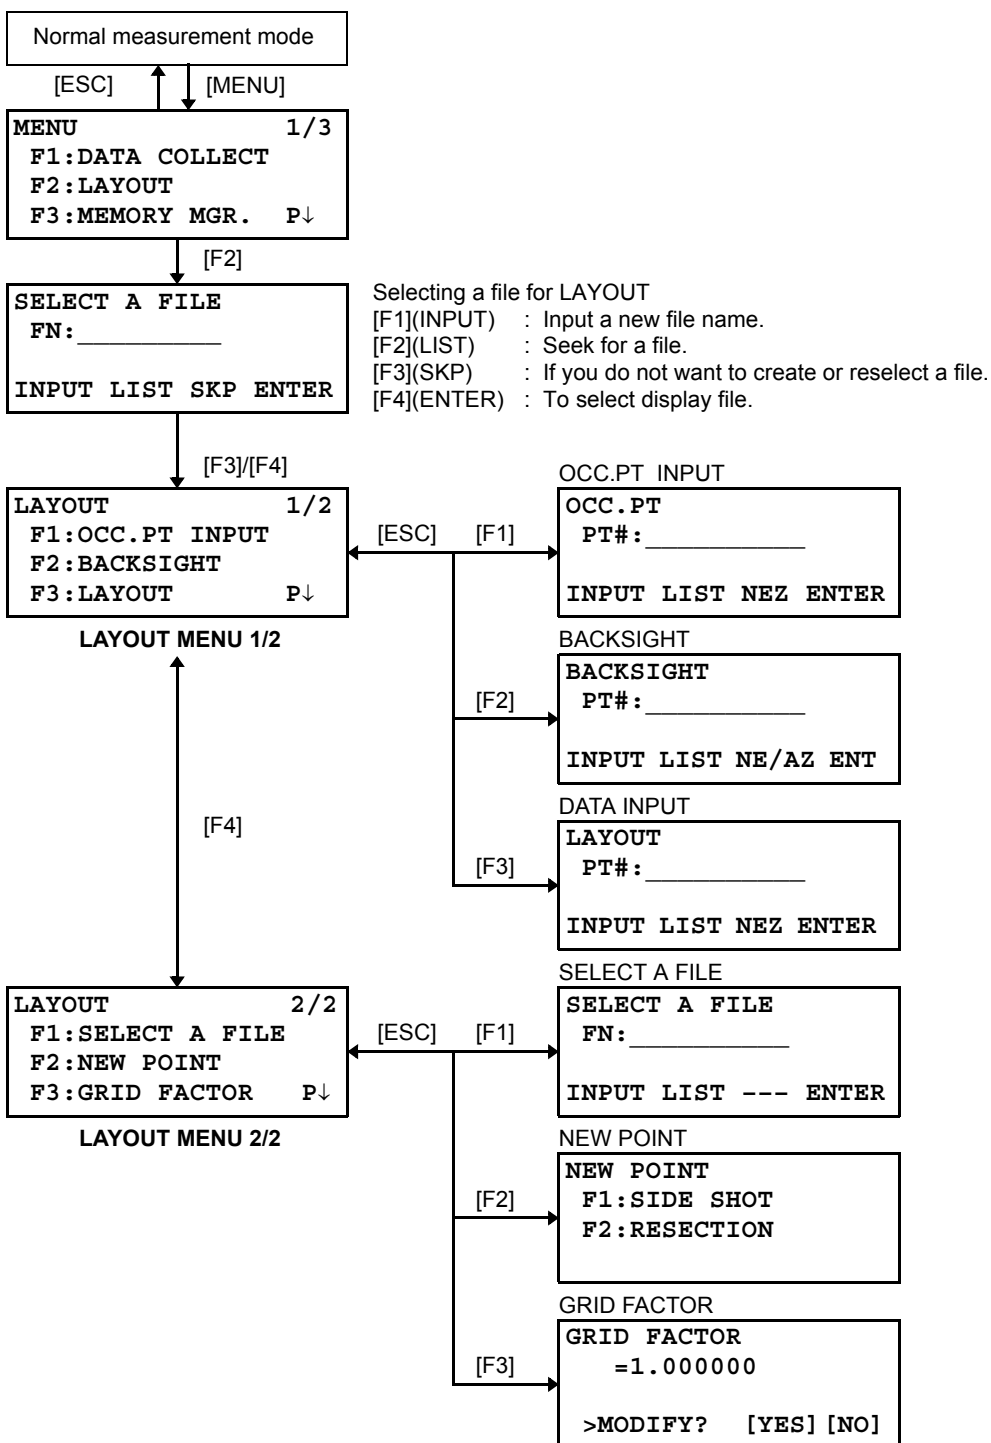 Normal measurement mode
[ESC] [MENU]
MENU 1/3
F1:DATA COLLECT
F2:LAYOUT
F3:MEMORY MGR. P↓
[F2]
SELECT A FILE
FN:_________
INPUT LIST SKP ENTER
Selecting a file for LAYOUT
[F1](INPUT) : Input a new file name.
[F2](LIST) : Seek for a file.
[F3](SKP) : If you do not want to create or reselect a file.
[F4](ENTER) : To select display file.
[F3]/[F4]
LAYOUT 1/2
F1:OCC.PT INPUT
F2:BACKSIGHT
F3:LAYOUT P↓
LAYOUT MENU 1/2
[ESC] [F1]
OCC.PT INPUT
OCC.PT
PT#:__________
INPUT LIST NEZ ENTER
[F2]
BACKSIGHT
BACKSIGHT
PT#:__________
INPUT LIST NE/AZ ENT
[F3]
DATA INPUT
LAYOUT
PT#:__________
INPUT LIST NEZ ENTER
[F4]
LAYOUT 2/2
F1:SELECT A FILE
F2:NEW POINT
F3:GRID FACTOR P↓
LAYOUT MENU 2/2
[ESC] [F1]
SELECT A FILE
SELECT A FILE
FN:__________
INPUT LIST --- ENTER
[F2]
NEW POINT
NEW POINT
F1:SIDE SHOT
F2:RESECTION
[F3]
GRID FACTOR
GRID FACTOR
=1.000000
>MODIFY? [YES][NO]